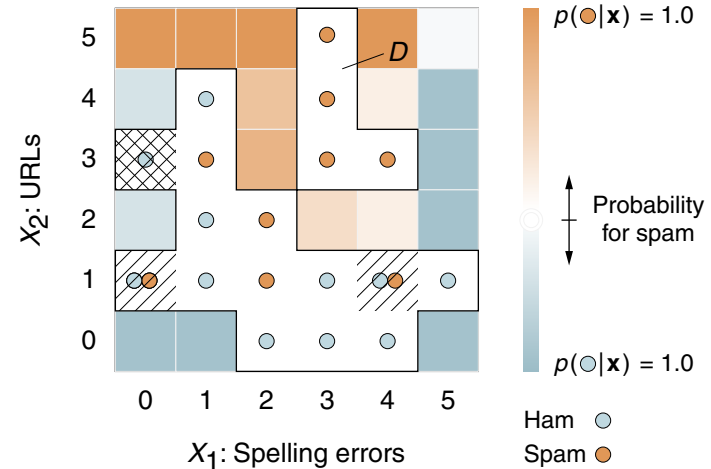 X2: URLs
5
4
3
2
1
0
D
0 1 2 3 4 5
X1: Spelling errors
p(|x) = 1.0
Probability
for spam
p(|x) = 1.0
Ham
Spam